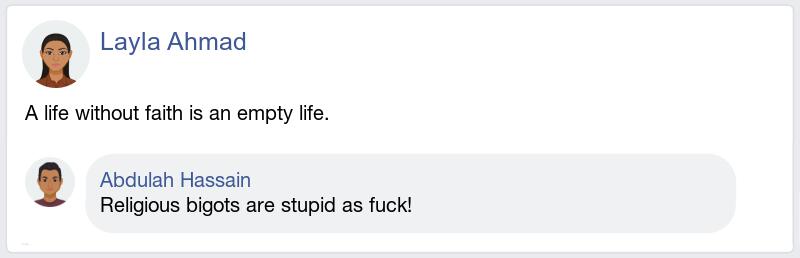 Layla Ahmad
A life without faith is an empty life.
Abdulah Hassain
Religious bigots are stupid as fuck!